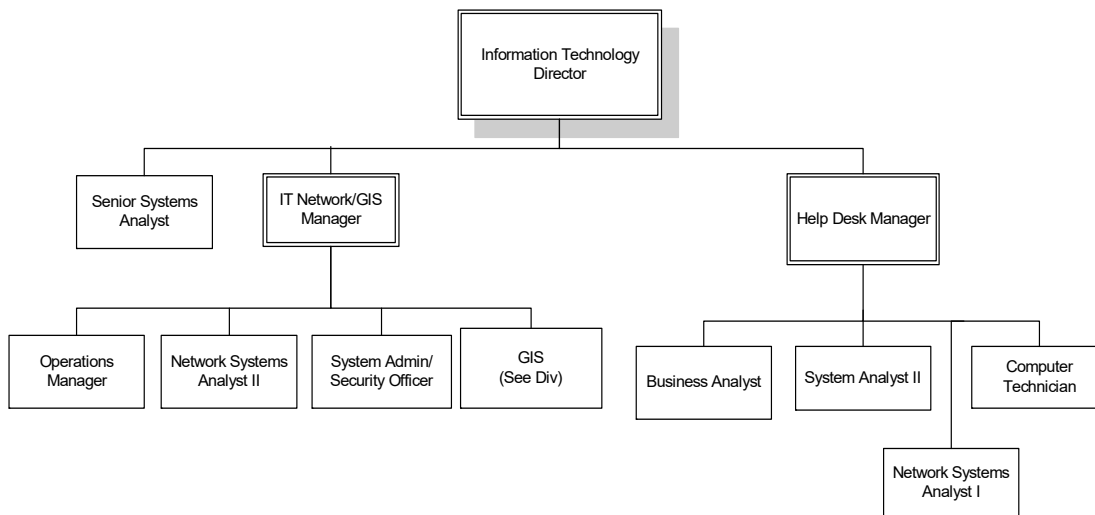 Information Technology
Director
Senior Systems
Analyst
IT Network/GIS
Manager
Help Desk Manager
Operations
Manager
Network Systems
Analyst II
System Admin/
Security Officer
GIS
(See Div)
Business Analyst
System Analyst II
Computer
Technician
Network Systems
Analyst I